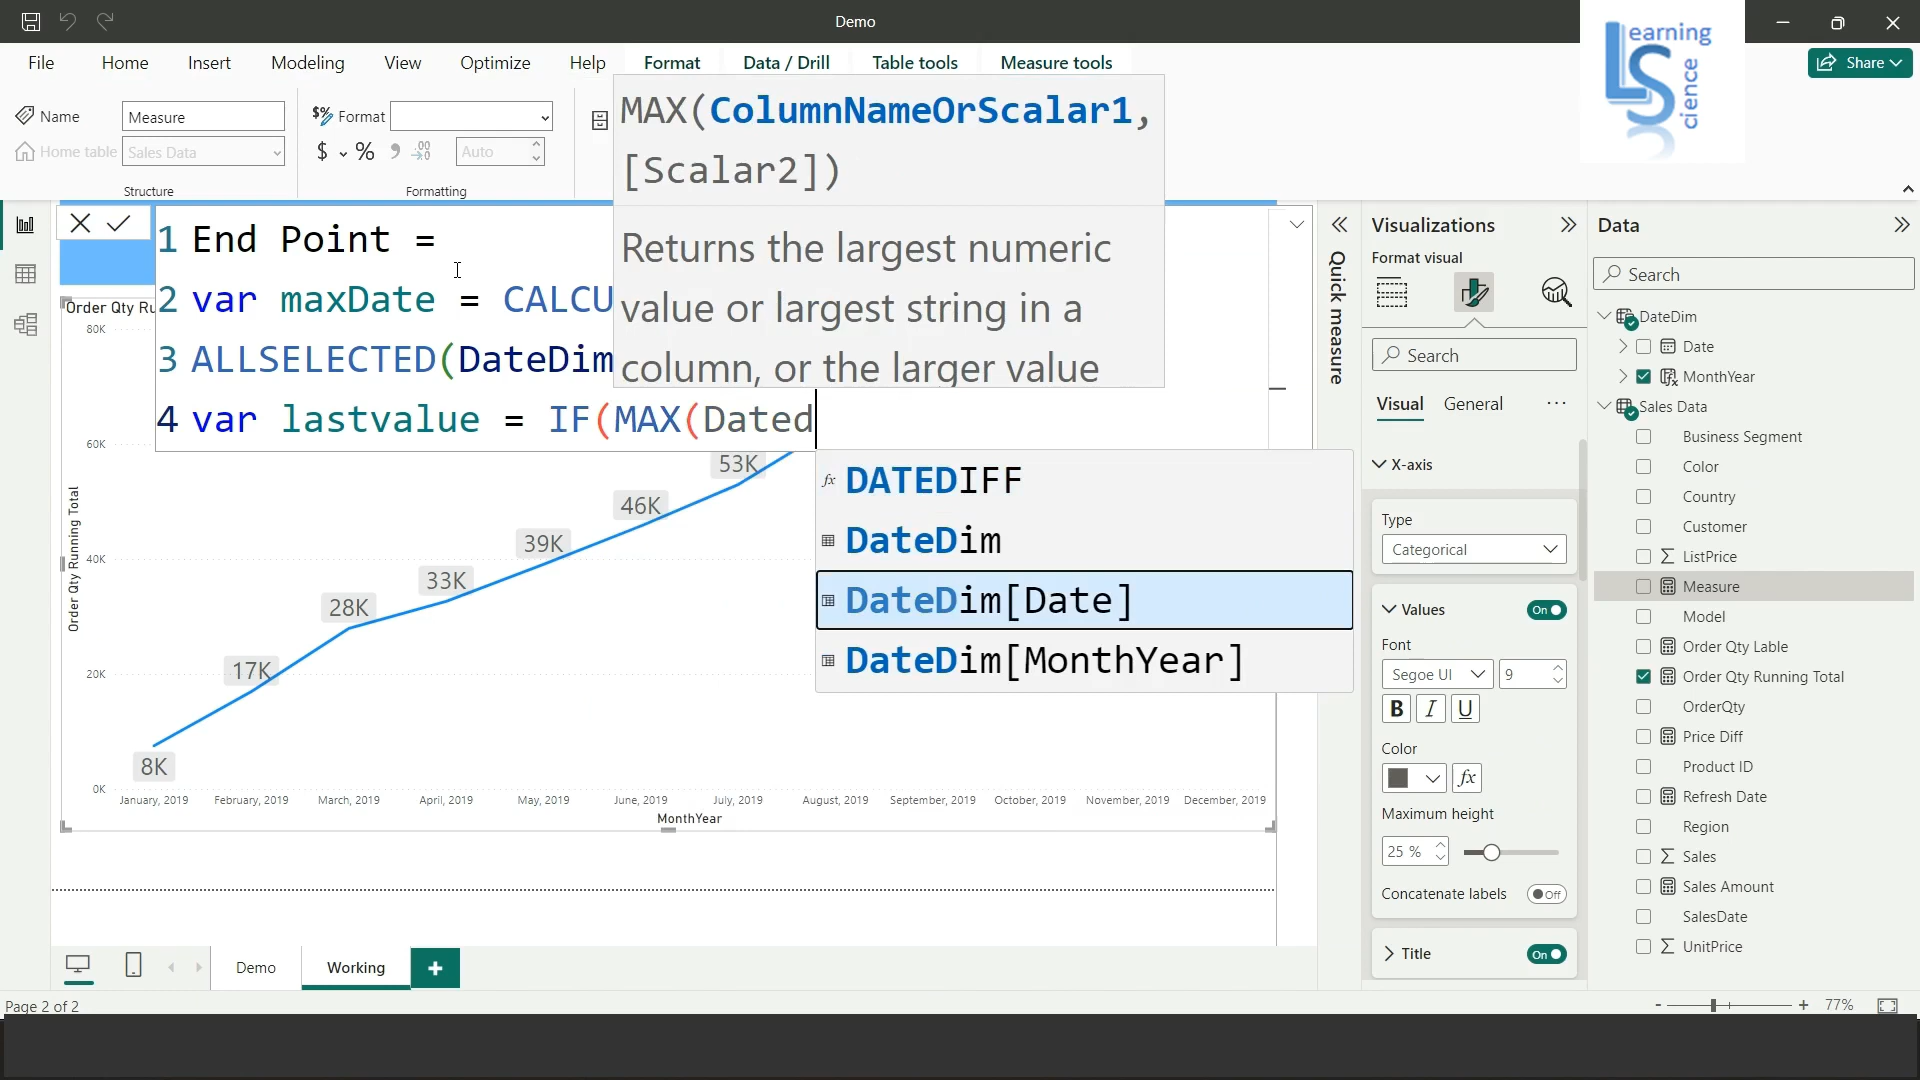 Demo
Learning
Science
File
Home
Insert
Modeling
View
Optimize
Help
Format
Data / Drill
Table tools
Measure tools
Share
Name
Measure
Home table
Sales Data
Structure
$% Format
$ % 9 .00
Auto
Formatting
MAX(ColumnNameOrScalar1,
[Scalar2])
Returns the largest numeric
value or largest string in a
column, or the larger value
1 End Point =
2 var maxDate = CALCU
3 ALLSELECTED(DateDim
4 var lastvalue = IF(MAX(Dated
DATEDIFF
DateDim
DateDim[Date]
DateDim[MonthYear]
Order Qty Ru
Order Qty Running Total
80K
60K
40K
20K
0K
8K
17K
28K
33K
39K
46K
53K
January, 2019
February, 2019
March, 2019
April, 2019
May, 2019
June, 2019
July, 2019
August, 2019
September, 2019
October, 2019
November, 2019
December, 2019
MonthYear
Quick measure
Visualizations
Format visual
Search
Visual
General
...
X-axis
Type
Categorical
Values
On
Font
Segoe UI
9
B I U
Color
fx
Maximum height
25 %
Concatenate labels
Off
Title
On
Data
Search
DateDim
Date
MonthYear
Sales Data
Business Segment
Color
Country
Customer
ListPrice
Measure
Model
Order Qty Lable
Order Qty Running Total
OrderQty
Price Diff
Product ID
Refresh Date
Region
Sales
Sales Amount
SalesDate
UnitPrice
Demo
Working
+
Page 2 of 2
- + 77%